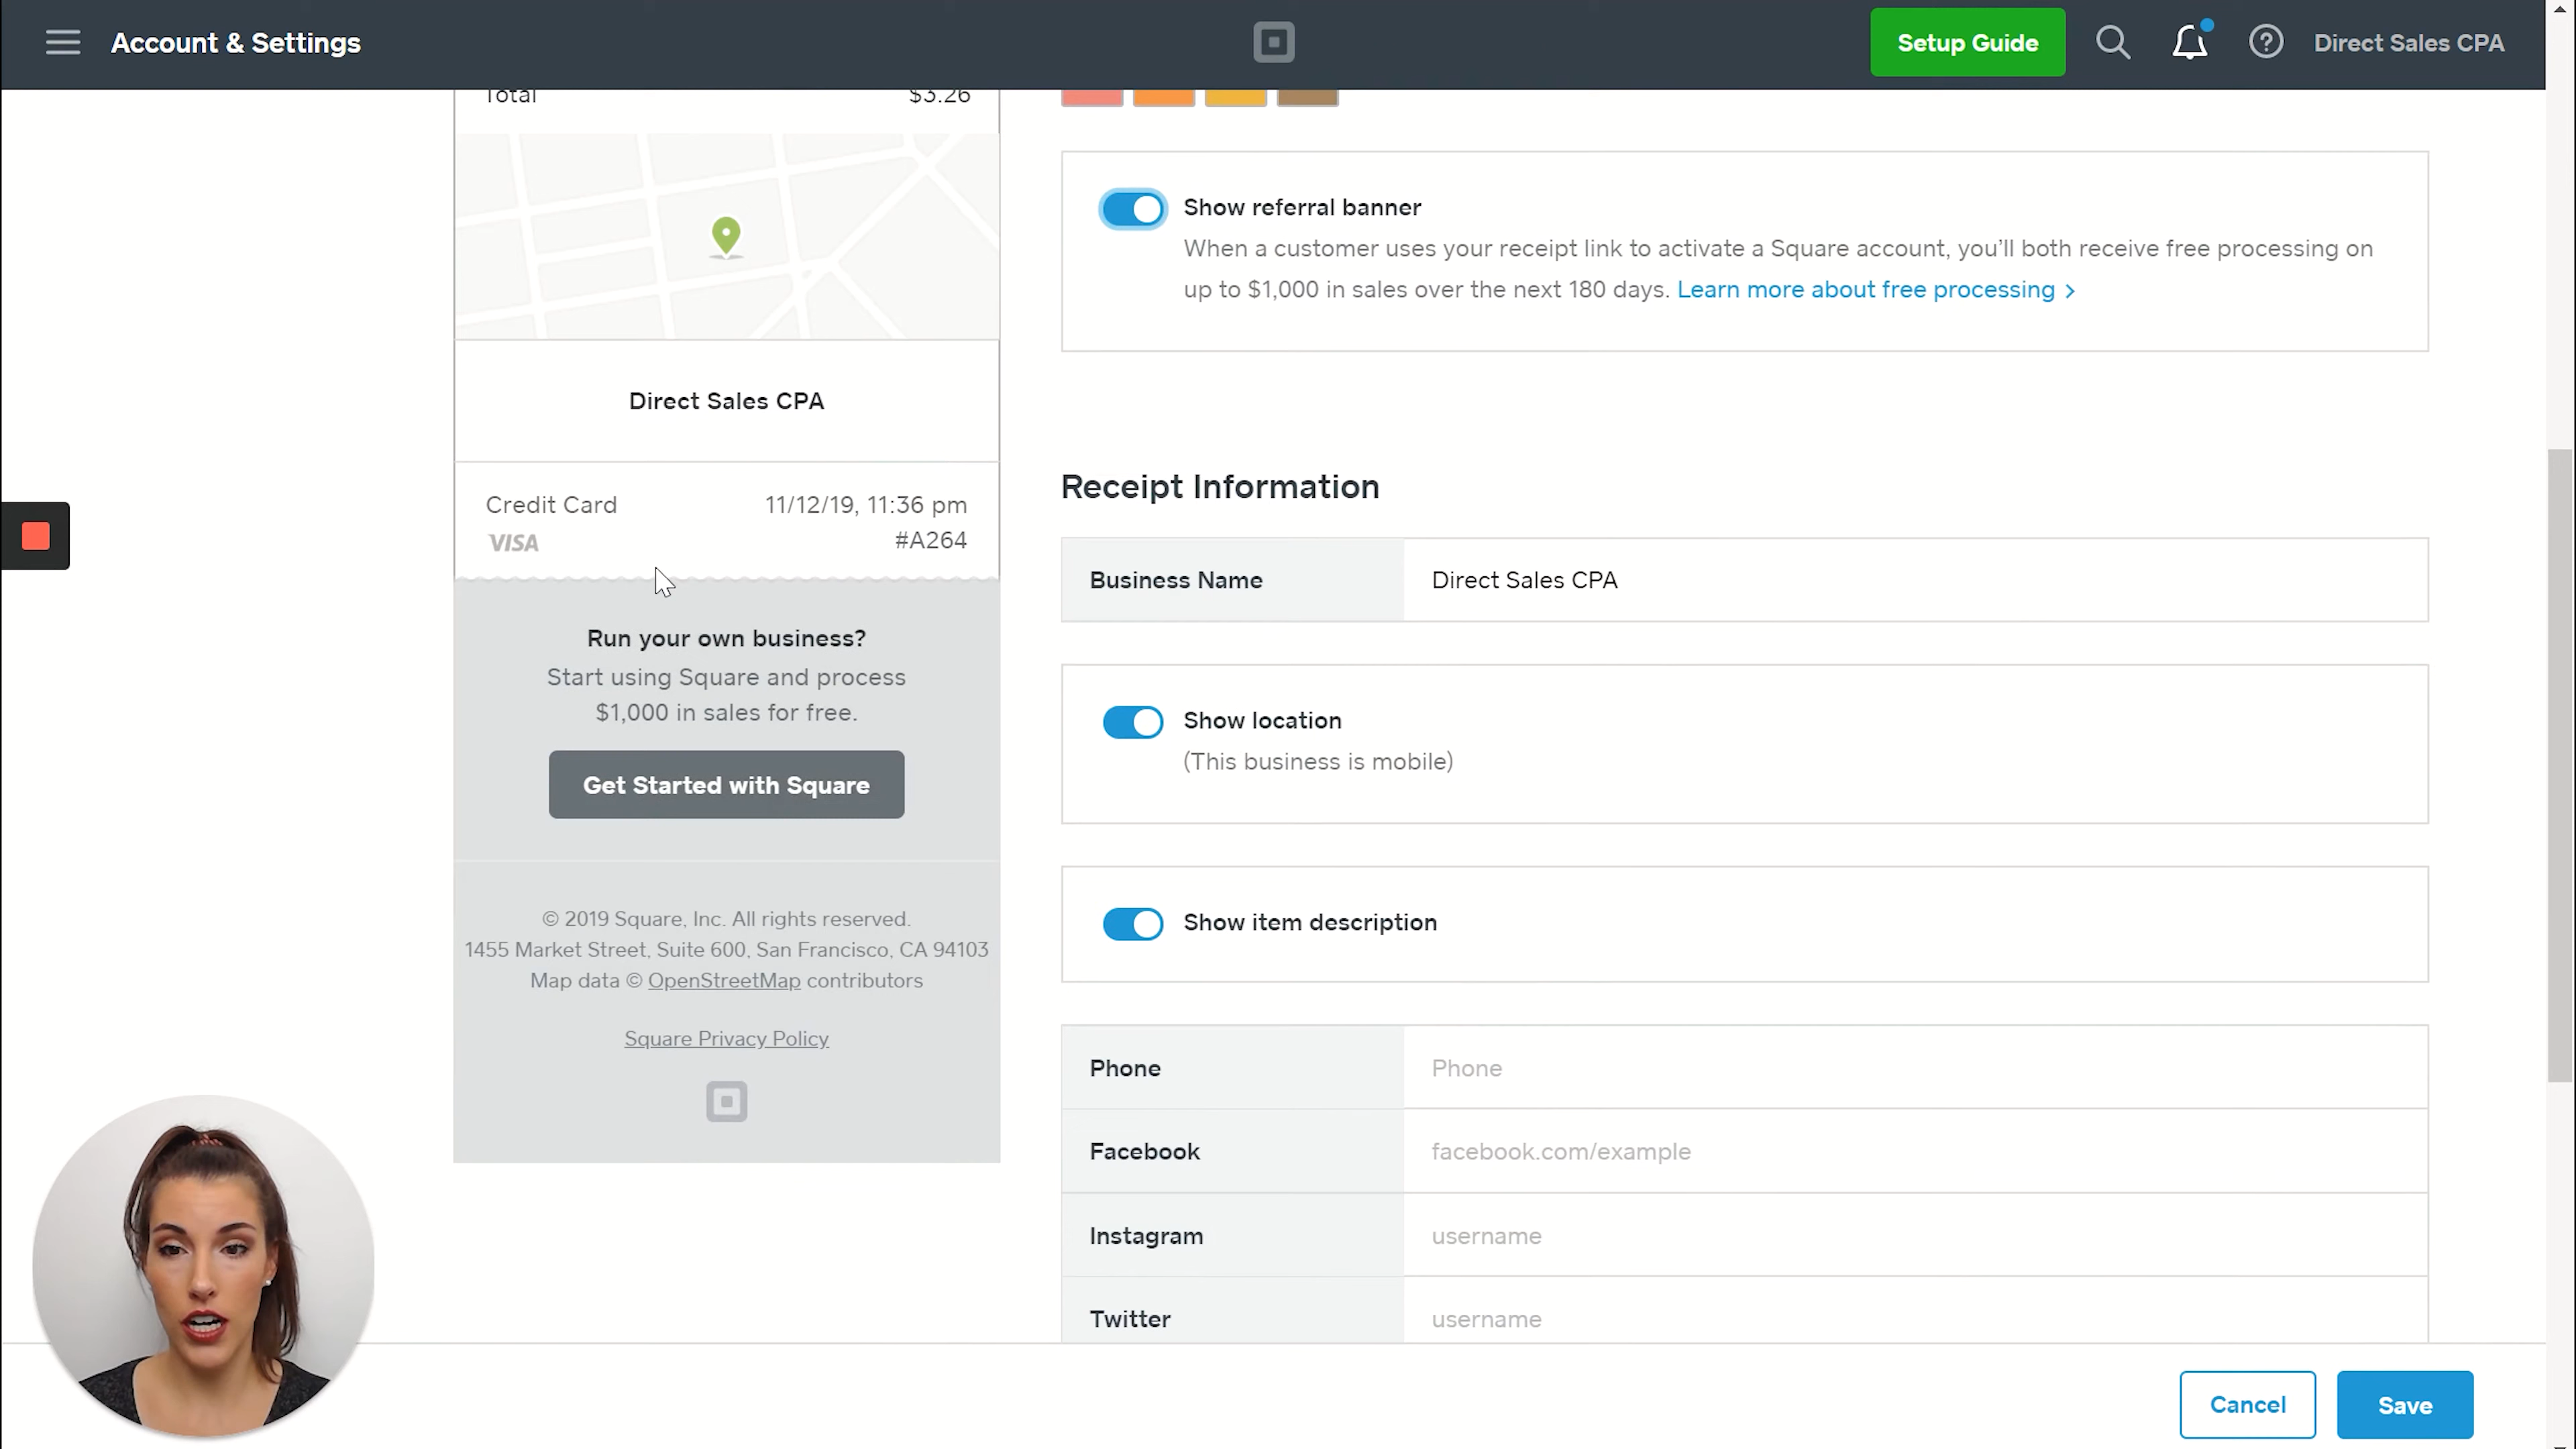 Account & Settings
Setup Guide
Direct Sales CPA
Total $3.26
Direct Sales CPA
Credit Card 11/12/19, 11:36 pm
VISA #A264
Run your own business?
Start using Square and process
$1,000 in sales for free.
Get Started with Square
© 2019 Square, Inc. All rights reserved.
1455 Market Street, Suite 600, San Francisco, CA 94103
Map data © OpenStreetMap contributors
Square Privacy Policy
Show referral banner
When a customer uses your receipt link to activate a Square account, you’ll both receive free processing on
up to $1,000 in sales over the next 180 days. Learn more about free processing >
Receipt Information
Business Name Direct Sales CPA
Show location
(This business is mobile)
Show item description
Phone Phone
Facebook facebook.com/example
Instagram username
Twitter username
Cancel
Save